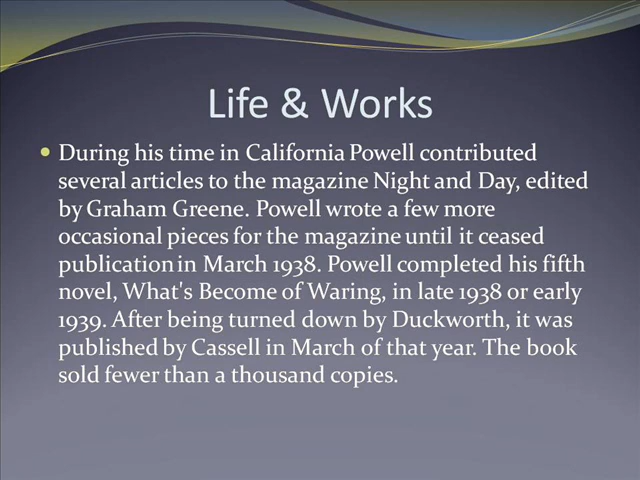 Life & Works
During his time in California Powell contributed
several articles to the magazine Night and Day, edited
by Graham Greene. Powell wrote a few more
occasional pieces for the magazine until it ceased
publication in March 1938. Powell completed his fifth
novel, What's Become of Waring, in late 1938 or early
1939. After being turned down by Duckworth, it was
published by Cassell in March of that year. The book
sold fewer than a thousand copies.